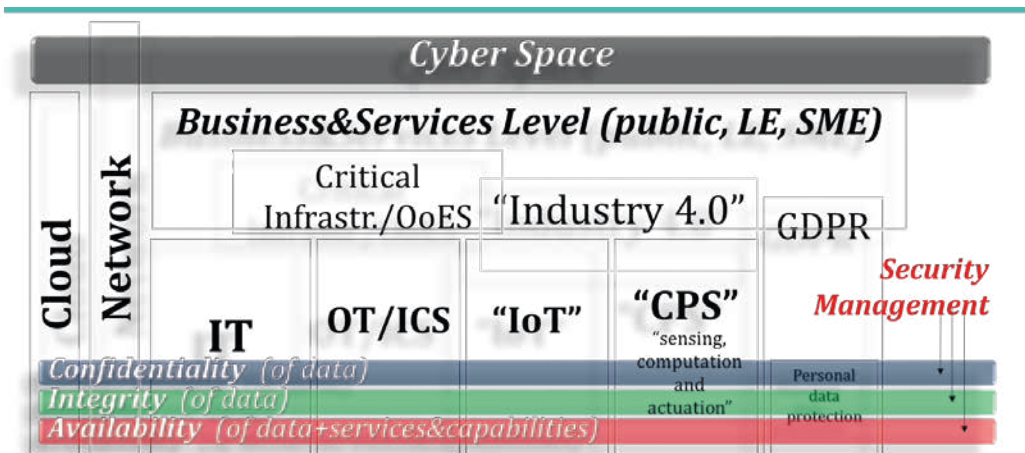 Cyber Space
Business&Services Level (public, LE, SME)
Cloud
Network
Critical
Infrastr./OoES
“Industry 4.0”
GDPR
Security
Management
IT
OT/ICS
“IoT”
“CPS”
“sensing,
computation
and
actuation”
Confidentiality (of data)
Integrity (of data)
Availability (of data+services&capabilities)
Personal
data
protection